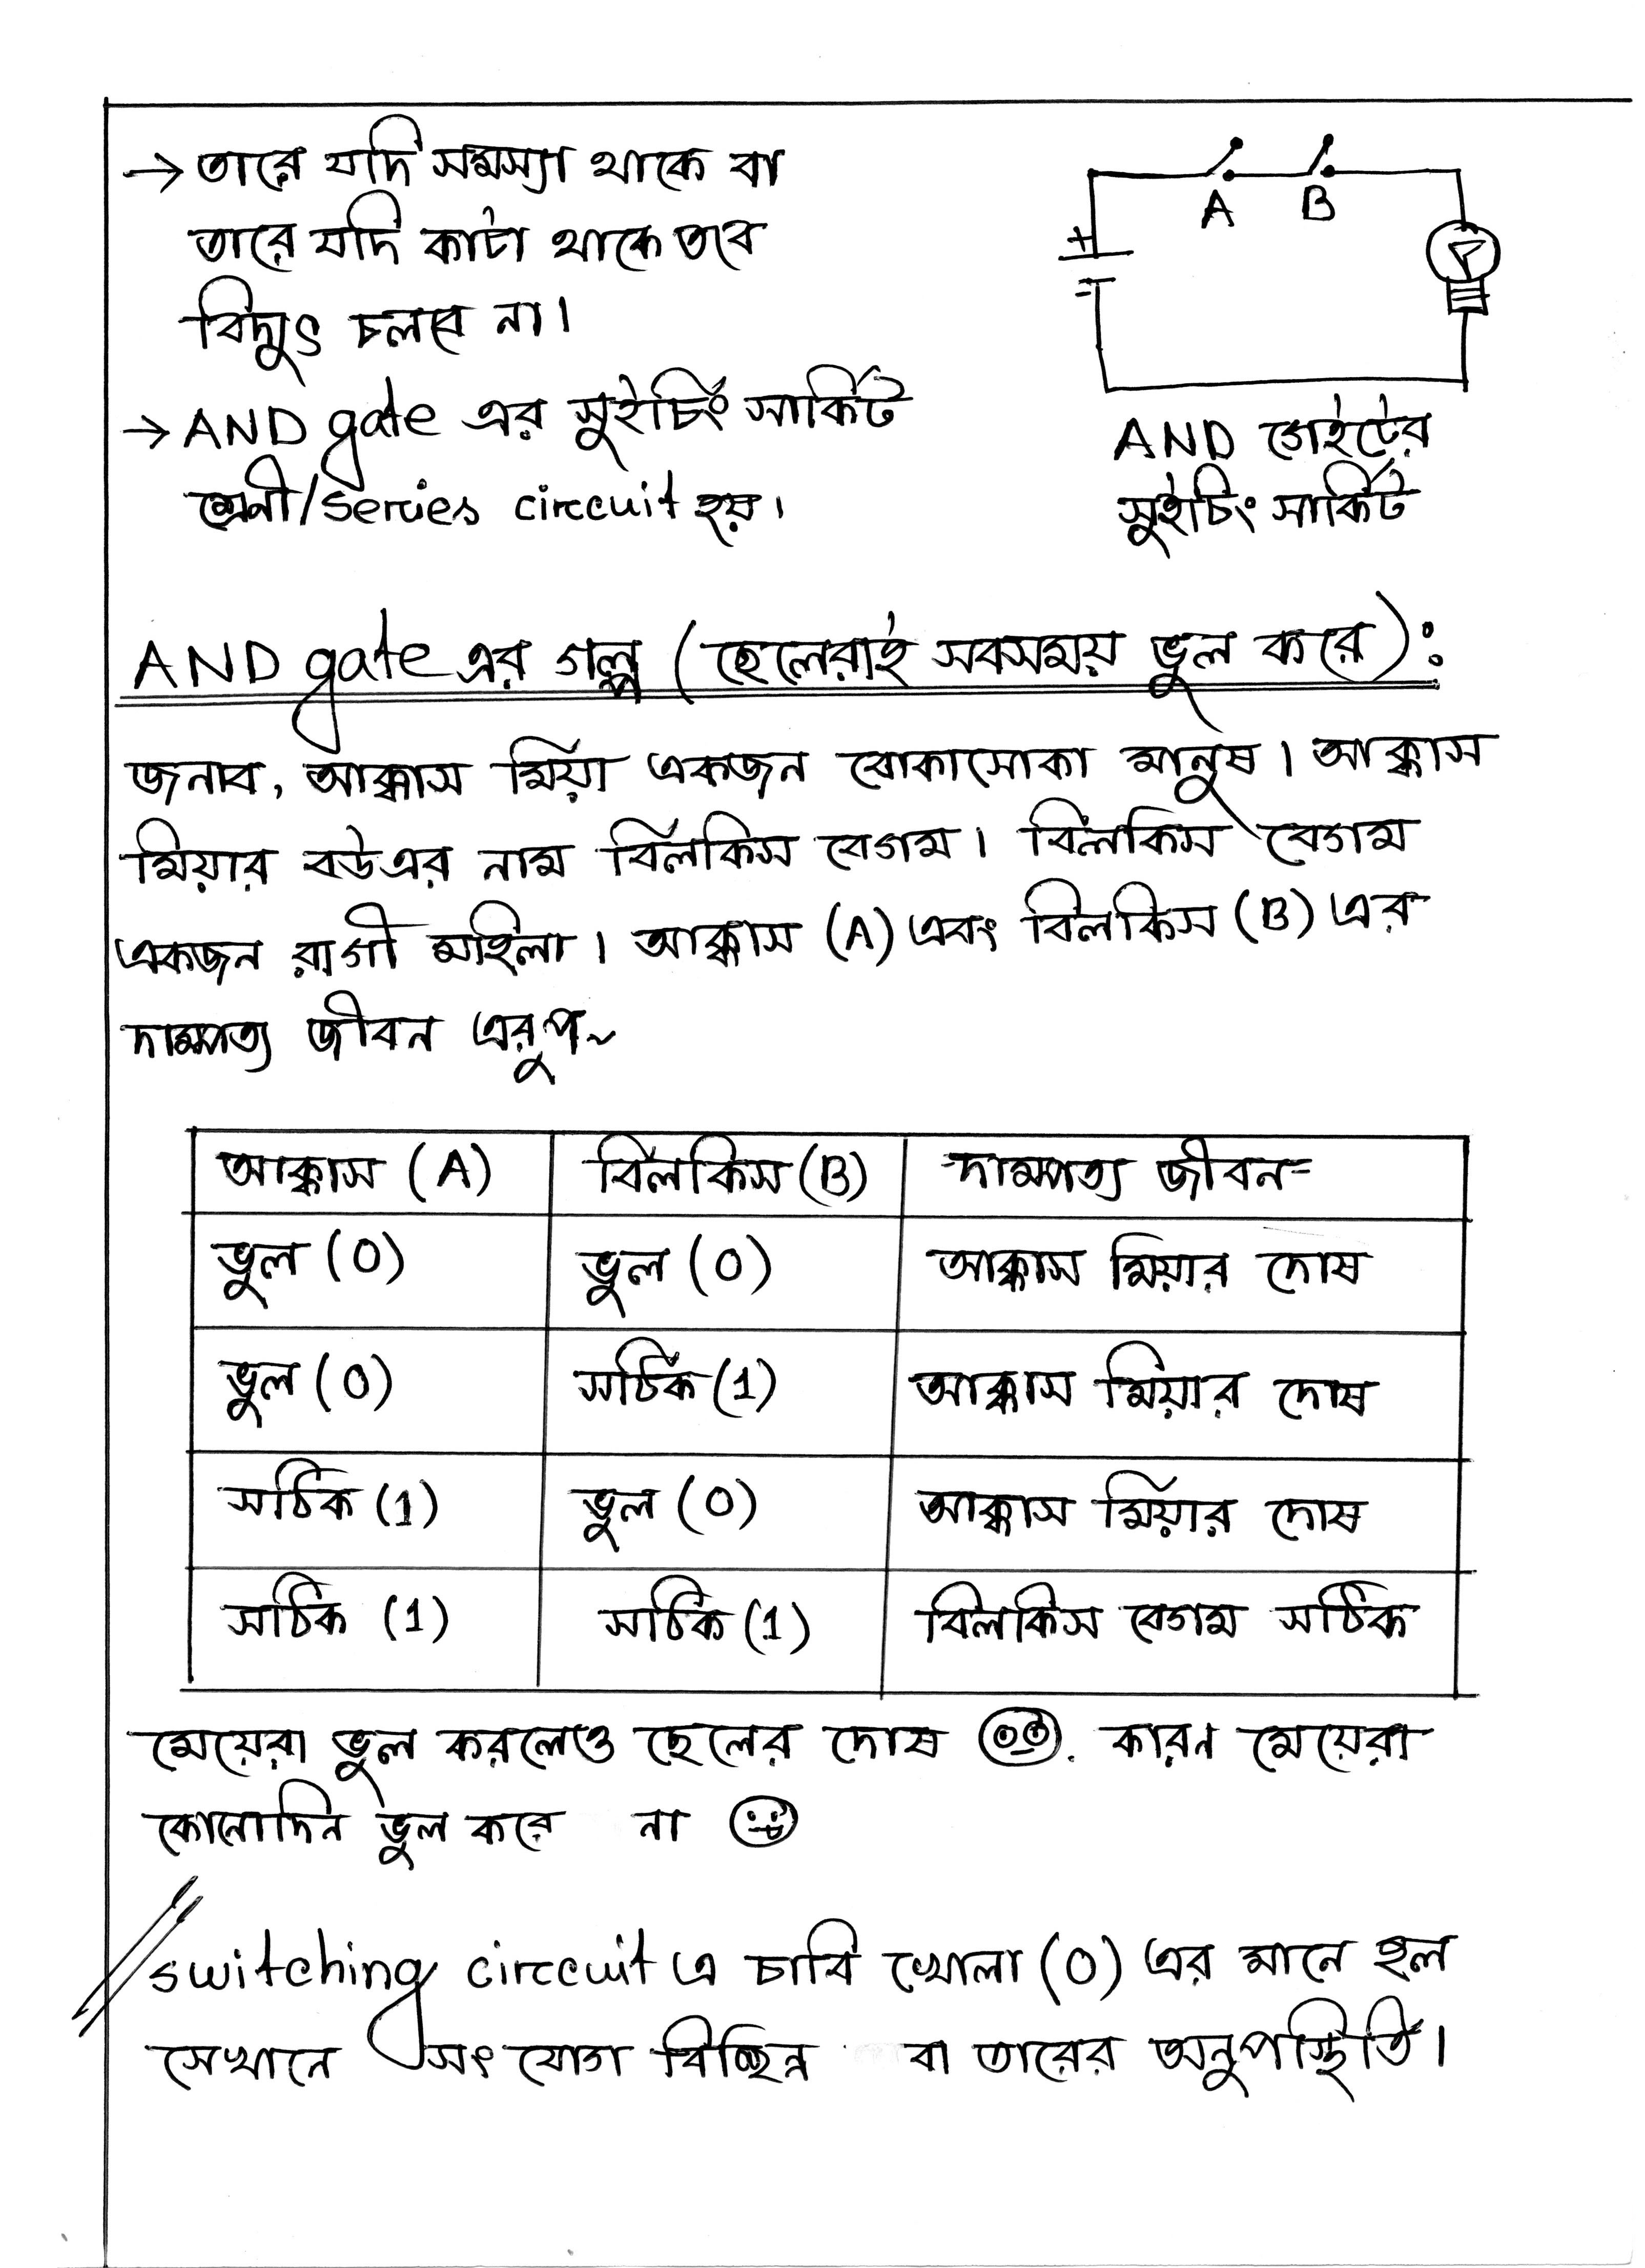 → তারে যদি সমস্যা থাকে বা
তারে যদি কাটা থাকে তবে
বিদ্যুৎ চলবে না।
→ AND gate এর সুইচিং সার্কিট
শ্রেনী/series circuit হয়।
A B
+
-
AND গেইটের
সুইচিং সার্কিট
AND gate এর গল্প (ছেলেরাই সবসময় ভুল করে):
জনাব, আক্কাস মিয়া একজন বোকাসোকা মানুষ। আক্কাস
মিয়ার বউএর নাম বিলকিস বেগম। বিলকিস বেগম
একজন রাগী মহিলা। আক্কাস (A) এবং বিলকিস (B) এর
দাম্পত্য জীবন এরুপ~
আক্কাস (A) বিলকিস (B) দাম্পত্য জীবন
ভুল (0) ভুল (0) আক্কাস মিয়ার দোষ
ভুল (0) সঠিক (1) আক্কাস মিয়ার দোষ
সঠিক (1) ভুল (0) আক্কাস মিয়ার দোষ
সঠিক (1) সঠিক (1) বিলকিস বেগম সঠিক
মেয়েরা ভুল করলেও ছেলের দোষ. কারণ মেয়েরা
কোনোদিন ভুল করে না
switching circuit এ চাবি খোলা (0) এর মানে হল
সেখানে সংযোগ বিচ্ছিন্ন বা তারের অনুপস্থিতি।